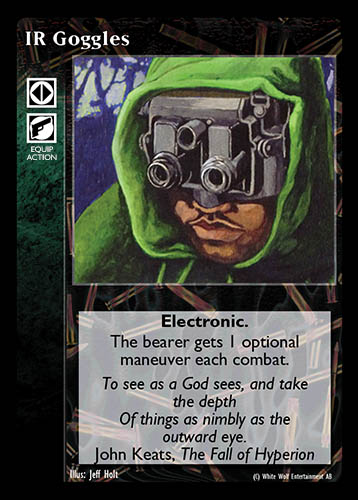 IR Goggles
EQUIP
ACTION
Electronic.
The bearer gets 1 optional
maneuver each combat.
To see as a God sees, and take
the depth
Of things as nimbly as the
outward eye.
John Keats, The Fall of Hyperion
Illus: Jeff Holt
(C) White Wolf Entertainment AB